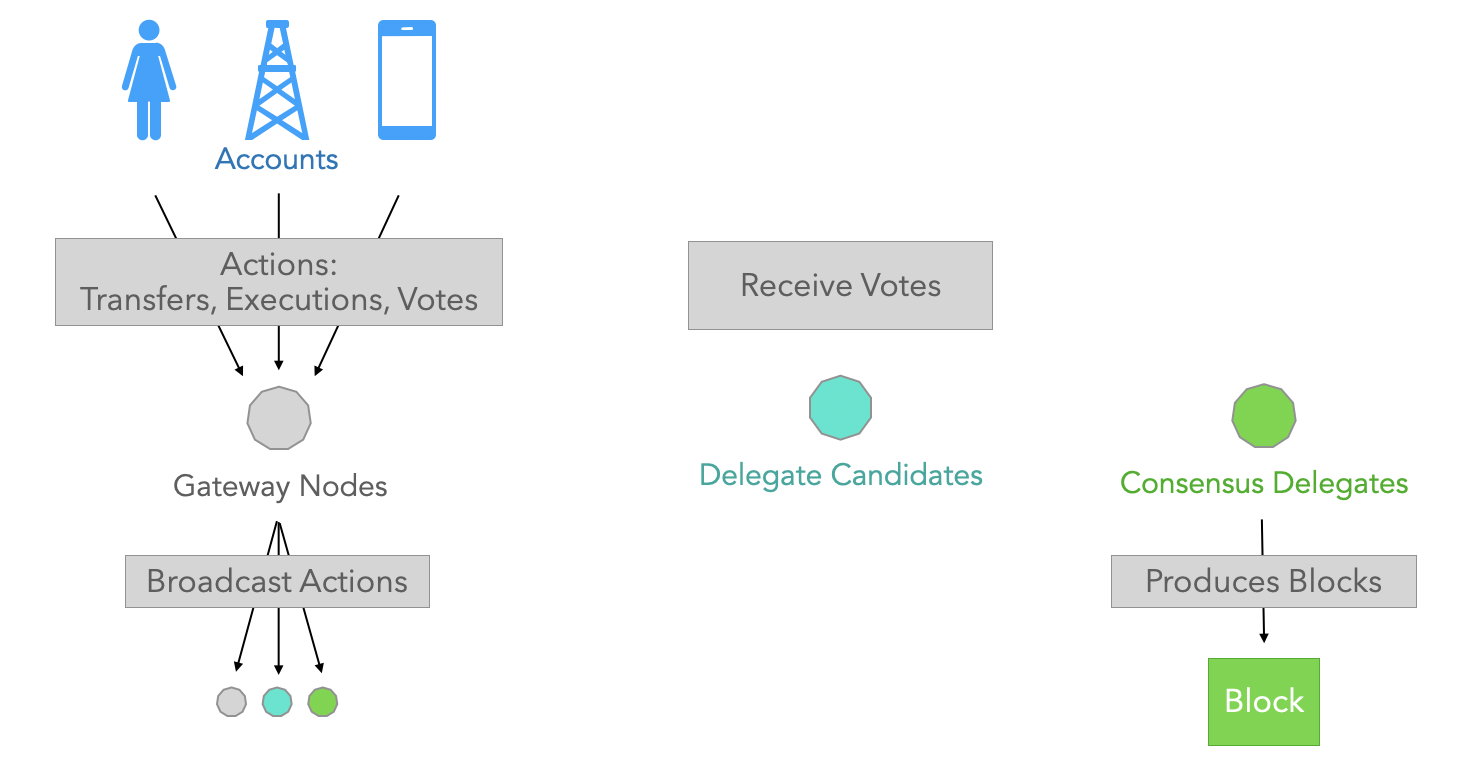 Accounts
Actions:
Transfers, Executions, Votes
Gateway Nodes
Broadcast Actions
Receive Votes
Delegate Candidates
Consensus Delegates
Produces Blocks
Block